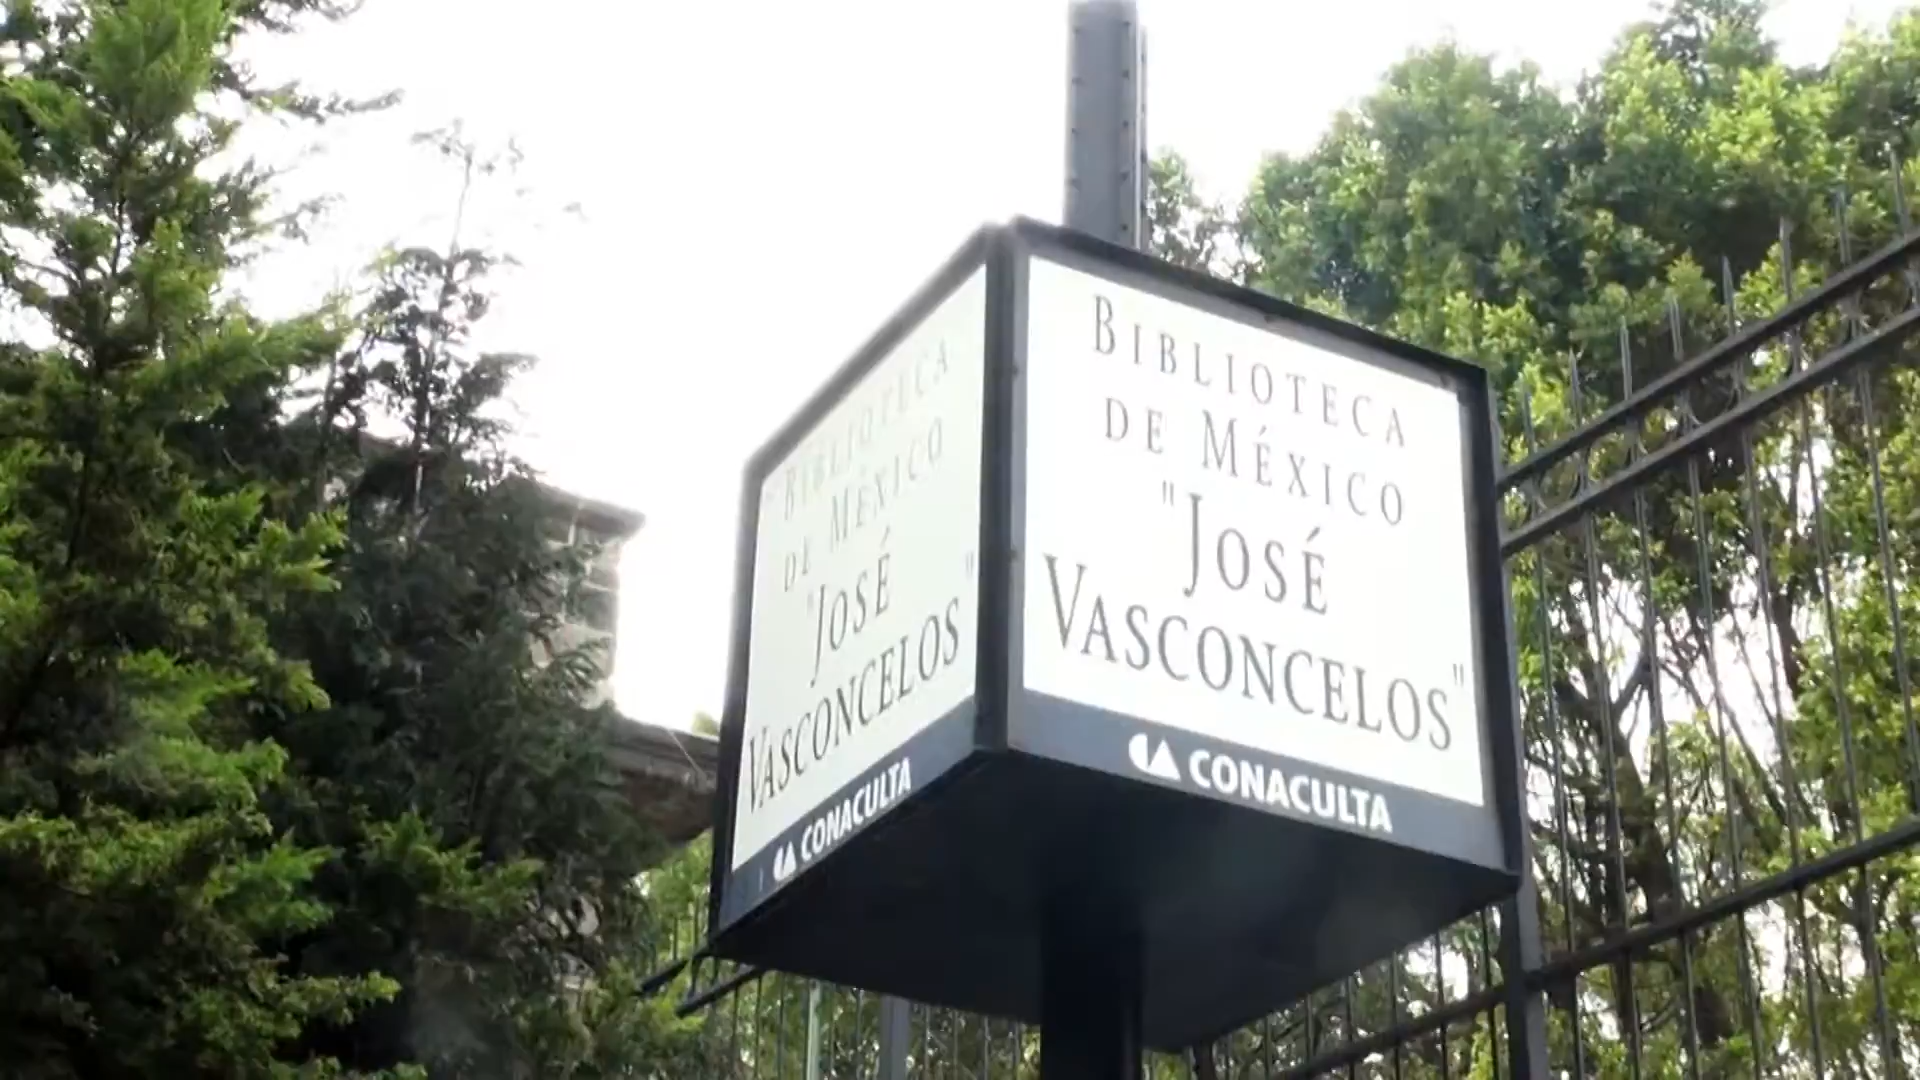 BIBLIOTECA
DE MÉXICO
"JOSÉ
VASCONCELOS"
CONACULTA
BIBLIOTECA
DE MÉXICO
"JOSÉ
VASCONCELOS"
CONACULTA